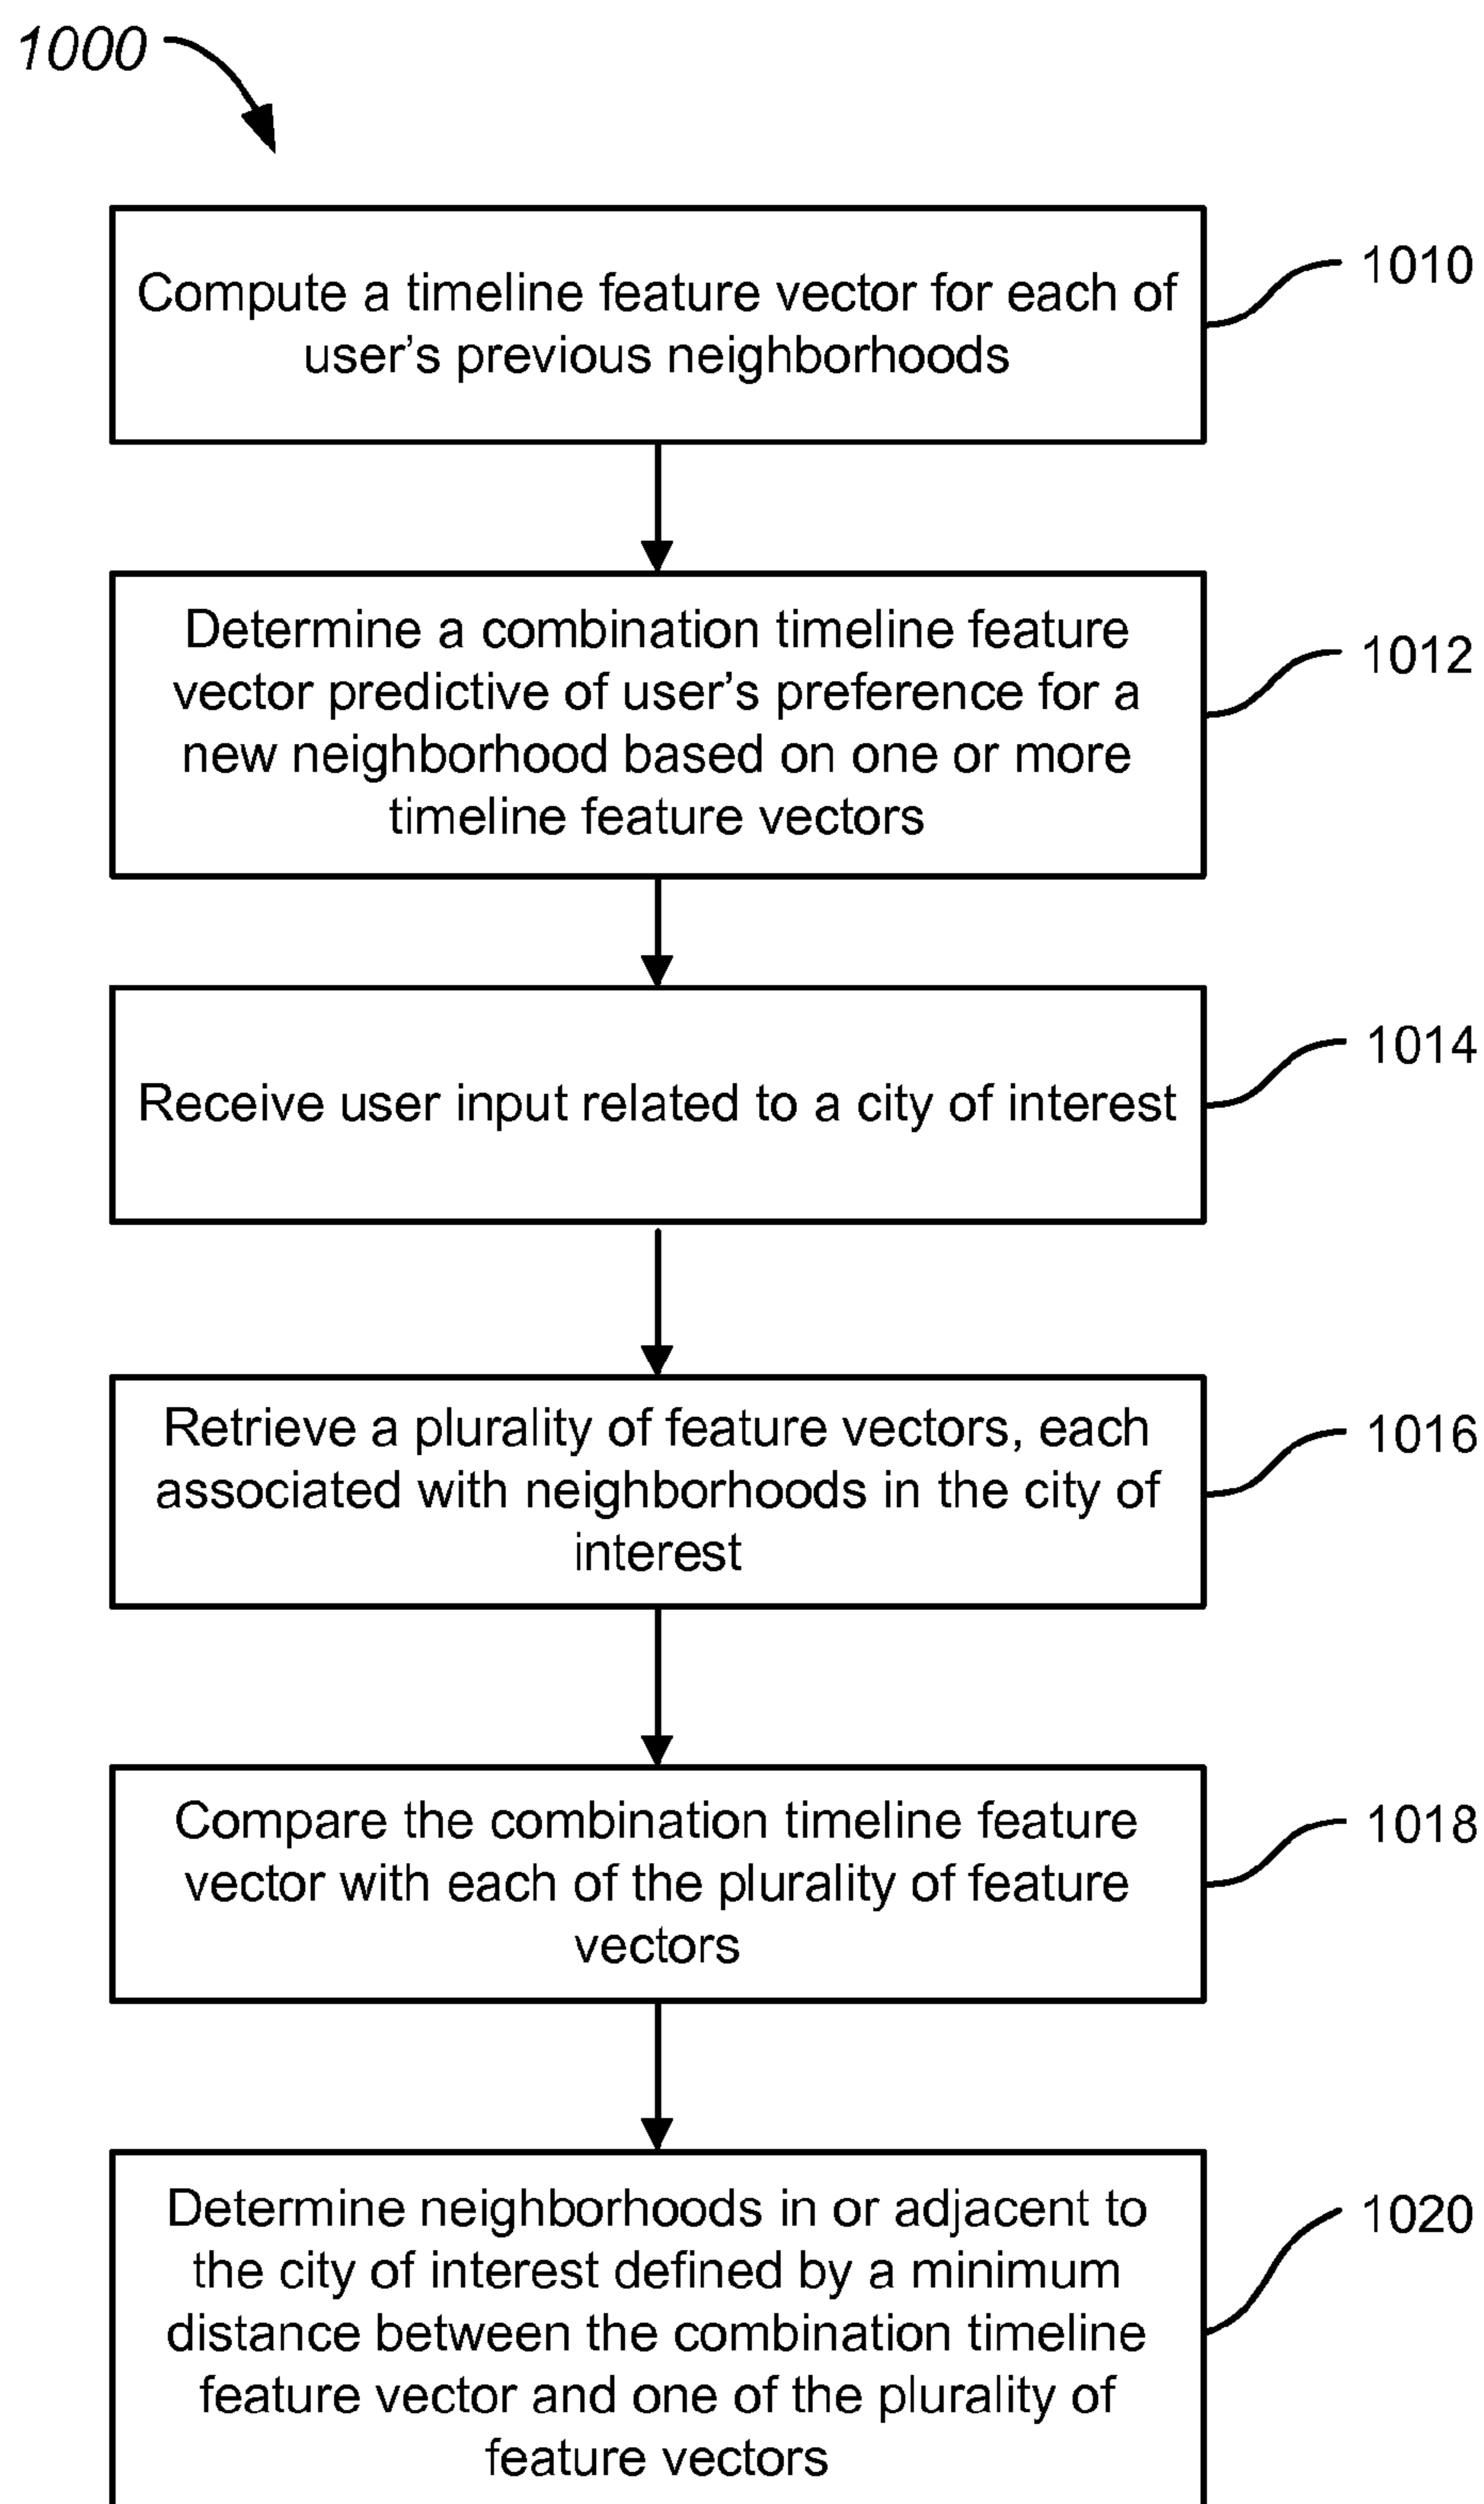 1000
Compute a timeline feature vector for each of
user's previous neighborhoods
1010
Determine a combination timeline feature
vector predictive of user's preference for a
new neighborhood based on one or more
timeline feature vectors
1012
Receive user input related to a city of interest
1014
Retrieve a plurality of feature vectors, each
associated with neighborhoods in the city of
interest
1016
Compare the combination timeline feature
vector with each of the plurality of feature
vectors
1018
Determine neighborhoods in or adjacent to
the city of interest defined by a minimum
distance between the combination timeline
feature vector and one of the plurality of
feature vectors
1020